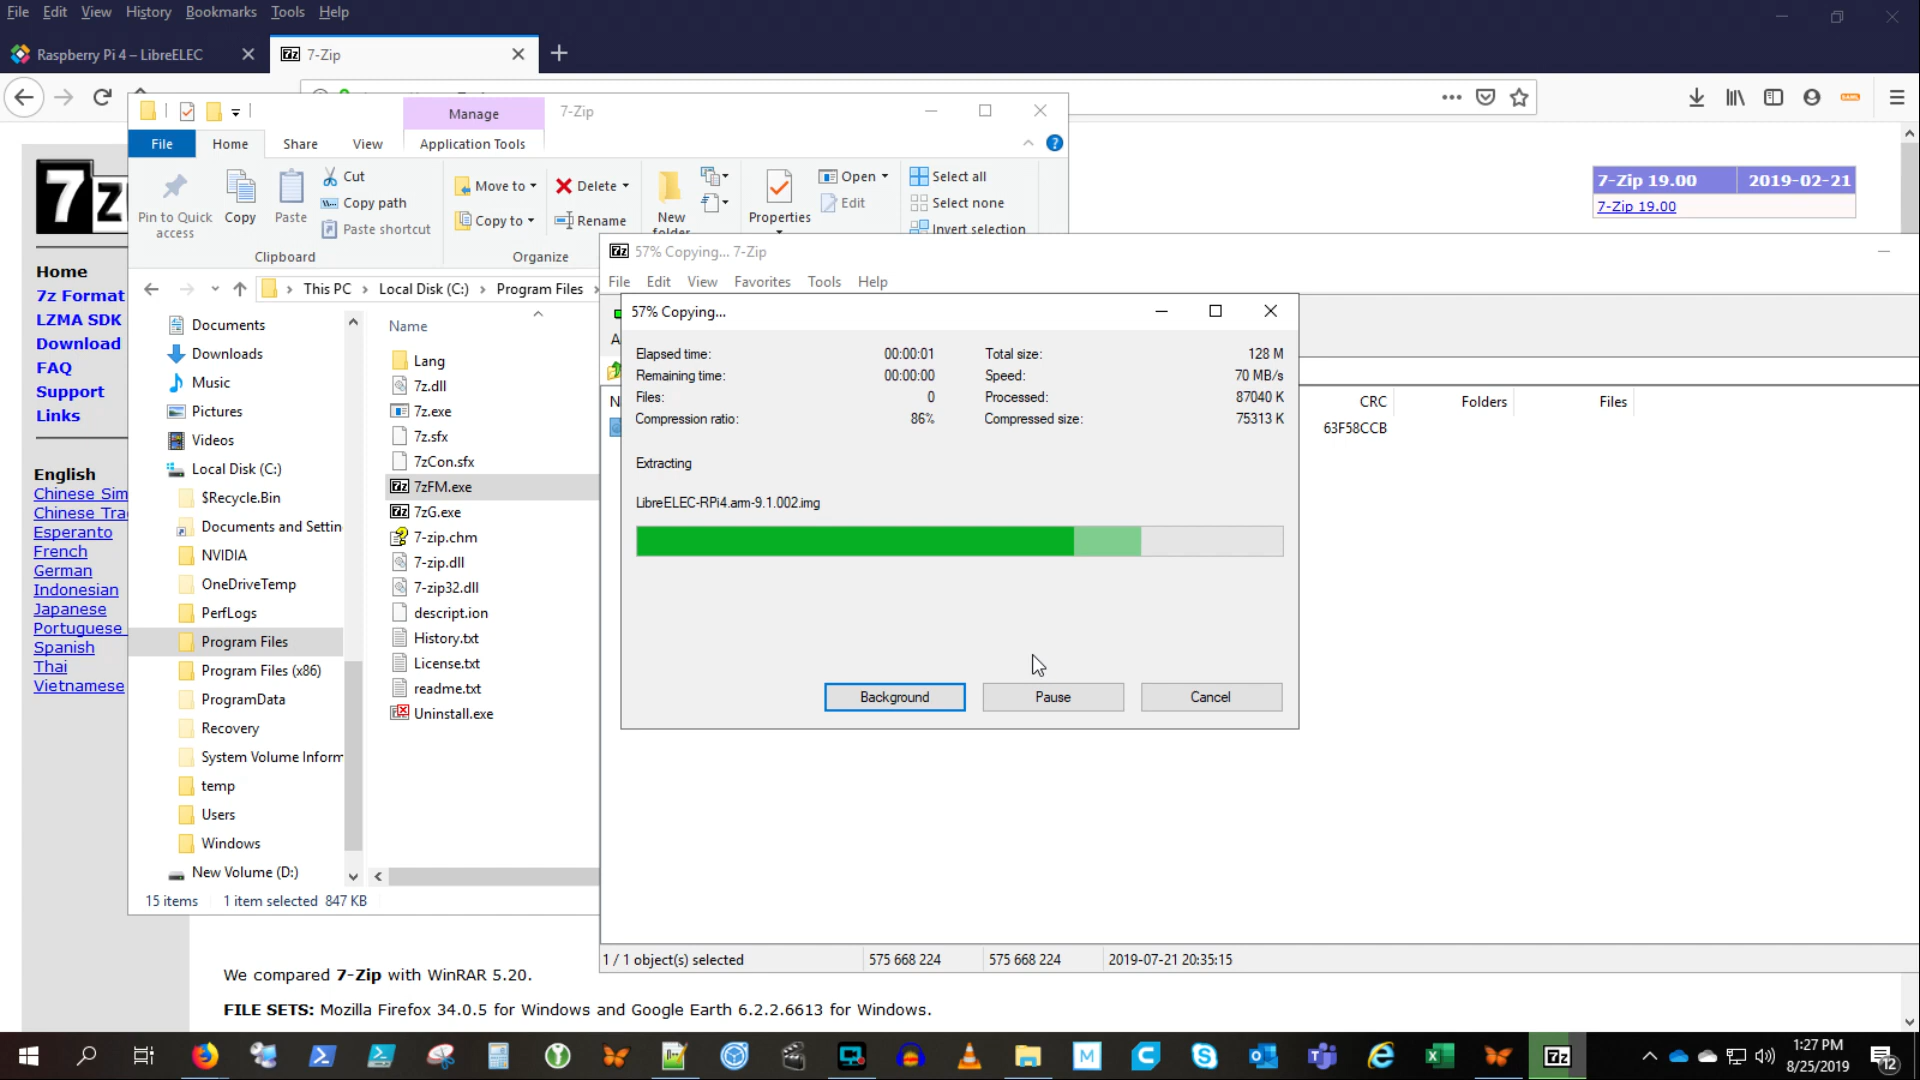 File Edit View History Bookmarks Tools Help
Raspberry Pi 4 – LibreELEC
7z 7-Zip
Manage
7-Zip
File Home Share View Application Tools
Pin to Quick access
Copy
Paste
Cut
Copy path
Paste shortcut
Clipboard
Move to
Copy to
Delete
Rename
Organize
New folder
Properties
Open
Edit
Select all
Select none
Invert selection
This PC > Local Disk (C:) > Program Files >
Documents
Downloads
Music
Pictures
Videos
Local Disk (C:)
$Recycle.Bin
Documents and Settin
NVIDIA
OneDriveTemp
PerfLogs
Program Files
Program Files (x86)
ProgramData
Recovery
System Volume Inform
temp
Users
Windows
New Volume (D:)
Name
Lang
7z.dll
7z.exe
7z.sfx
7zCon.sfx
7zFM.exe
7zG.exe
7-zip.chm
7-zip.dll
7-zip32.dll
descript.ion
History.txt
License.txt
readme.txt
Uninstall.exe
15 items 1 item selected 847 KB
Home
7z Format
LZMA SDK
Download
FAQ
Support
Links
English
Chinese Sim
Chinese Tra
Esperanto
French
German
Indonesian
Japanese
Portuguese
Spanish
Thai
Vietnamese
7-Zip 19.00 2019-02-21
7-Zip 19.00
57% Copying... 7-Zip
File Edit View Favorites Tools Help
CRC Folders Files
63F58CCB
57% Copying...
Elapsed time: 00:00:01 Total size: 128 M
Remaining time: 00:00:00 Speed: 70 MB/s
Files: 0 Processed: 87040 K
Compression ratio: 86% Compressed size: 75313 K
Extracting
LibreELEC-RPi4.arm-9.1.002.img
Background Pause Cancel
1 / 1 object(s) selected 575 668 224 575 668 224 2019-07-21 20:35:15
We compared 7-Zip with WinRAR 5.20.
FILE SETS: Mozilla Firefox 34.0.5 for Windows and Google Earth 6.2.2.6613 for Windows.
1:27 PM
8/25/2019
12